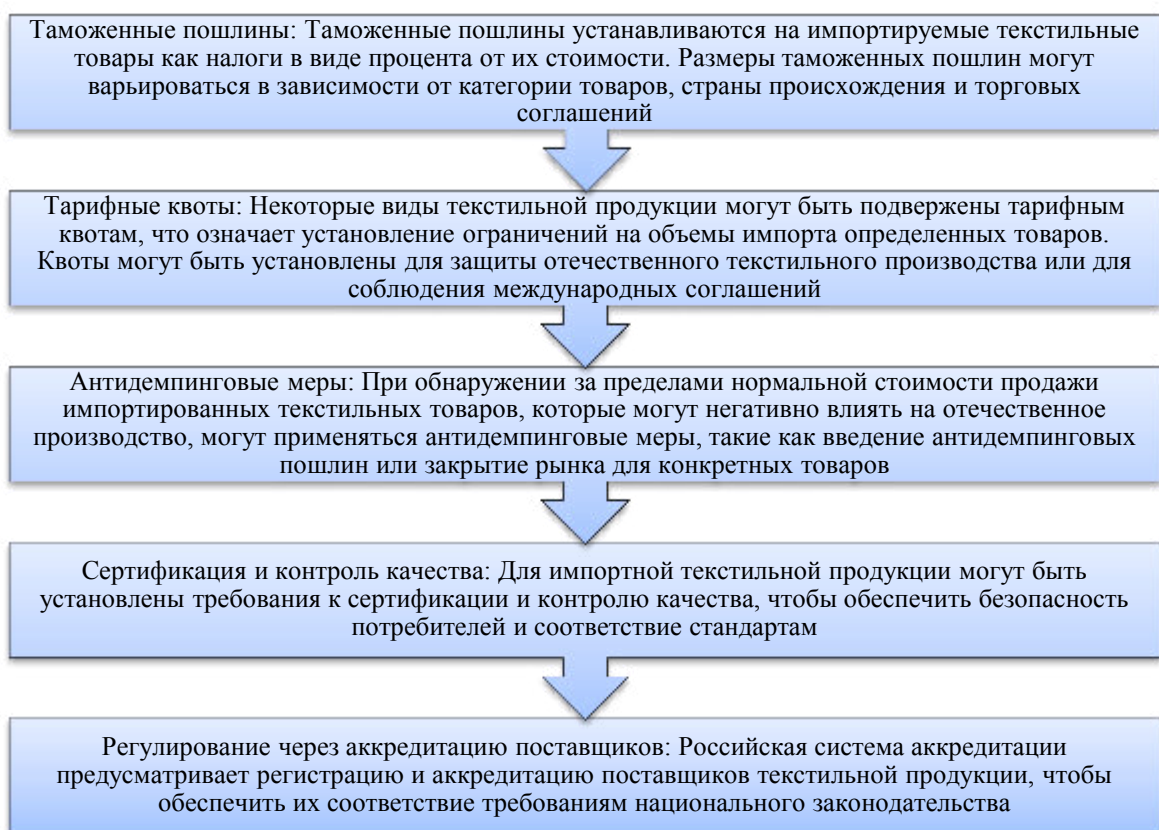 Таможенные пошлины: Таможенные пошлины устанавливаются на импортируемые текстильные
товары как налоги в виде процента от их стоимости. Размеры таможенных пошлин могут
варьироваться в зависимости от категории товаров, страны происхождения и торговых
соглашений
Тарифные квоты: Некоторые виды текстильной продукции могут быть подвержены тарифным
квотам, что означает установление ограничений на объемы импорта определенных товаров.
Квоты могут быть установлены для защиты отечественного текстильного производства или для
соблюдения международных соглашений
Антидемпинговые меры: При обнаружении за пределами нормальной стоимости продажи
импортированных текстильных товаров, которые могут негативно влиять на отечественное
производство, могут применяться антидемпинговые меры, такие как введение антидемпинговых
пошлин или закрытие рынка для конкретных товаров
Сертификация и контроль качества: Для импортной текстильной продукции могут быть
установлены требования к сертификации и контролю качества, чтобы обеспечить безопасность
потребителей и соответствие стандартам
Регулирование через аккредитацию поставщиков: Российская система аккредитации
предусматривает регистрацию и аккредитацию поставщиков текстильной продукции, чтобы
обеспечить их соответствие требованиям национального законодательства